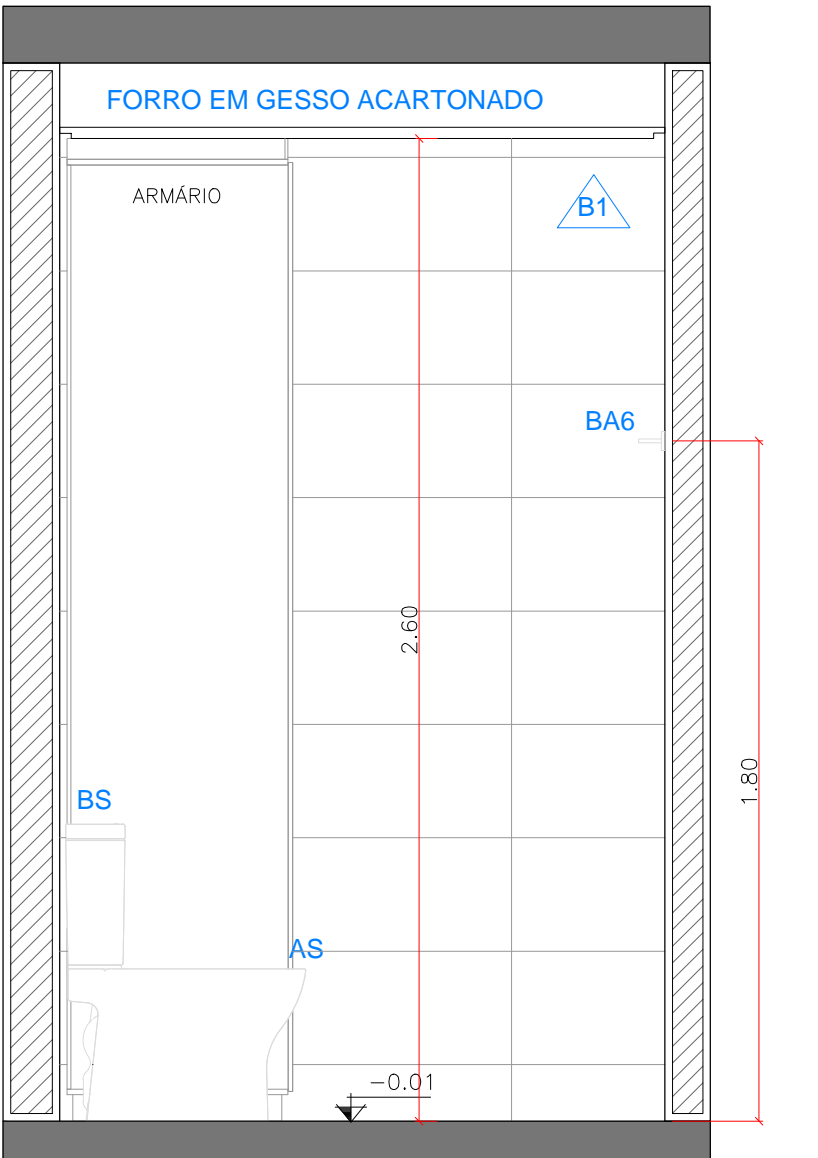 FORRO EM GESSO ACARTONADO
ARMÁRIO
B1
BA6
2.60
1.80
BS
AS
-0.01